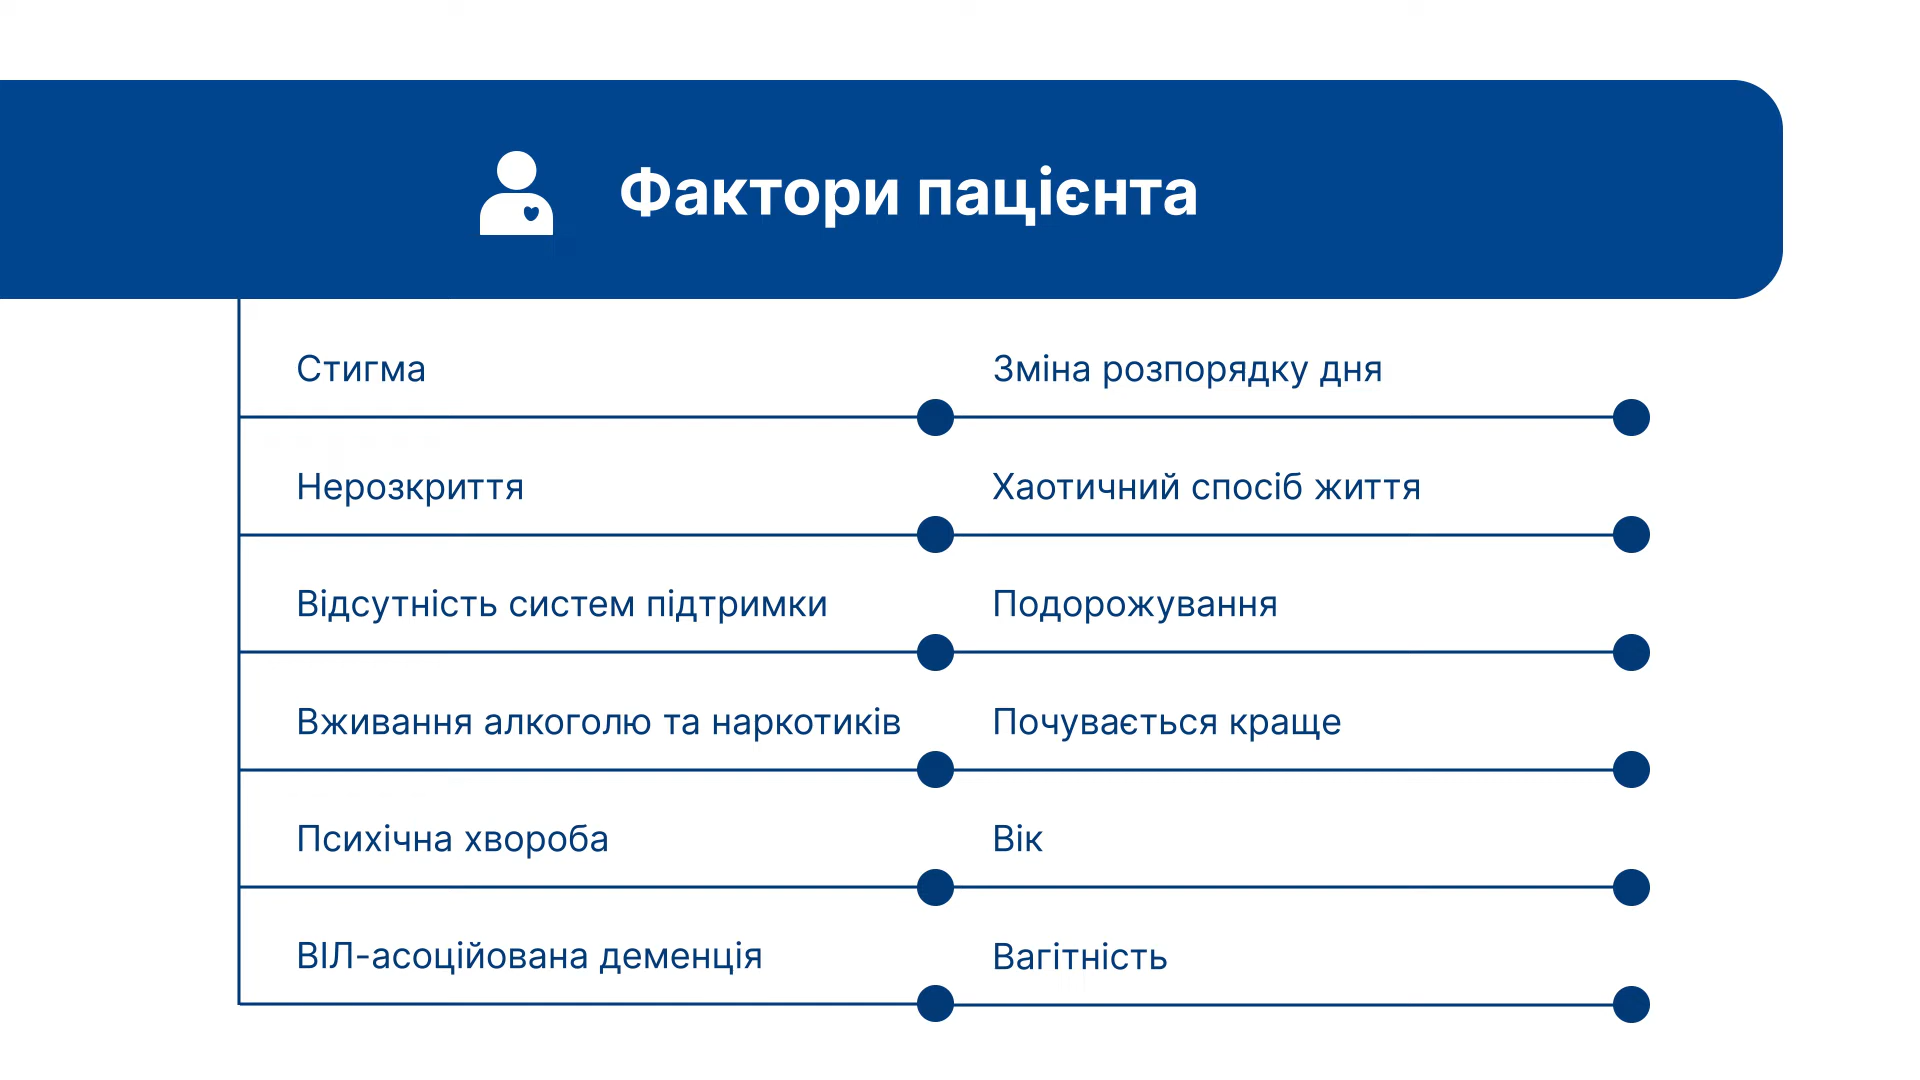 Фактори пацієнта
Стигма
Зміна розпорядку дня
Нерозкриття
Хаотичний спосіб життя
Відсутність систем підтримки
Подорожування
Вживання алкоголю та наркотиків
Почувається краще
Психічна хвороба
Вік
ВІЛ-асоційована деменція
Вагітність